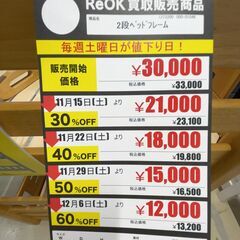 ReOK 買取販売商品
商品名
2段ベッドフレーム
毎週土曜日が値下り日!
販売開始価格
¥30,000
税込価格 ¥33,000
11月15日(土)より
30%OFF
¥21,000
税込価格 ¥23,100
11月22日(土)より
40%OFF
¥18,000
税込価格 ¥19,800
11月29日(土)より
50%OFF
¥15,000
税込価格 ¥16,500
12月6日(土)より
60%OFF
¥12,000
税込価格 ¥13,200
サイズ
W D H